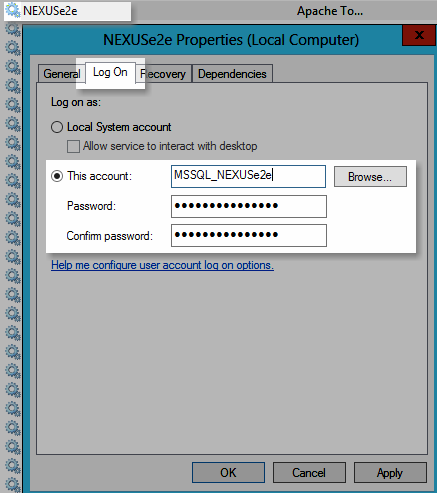 NEXUSe2e Apache To...
NEXUSe2e Properties (Local Computer)
x
General Log On Recovery Dependencies
Log on as:
Local System account
Allow service to interact with desktop
This account: MSSQL_NEXUSe2e Browse...
Password: ●●●●●●●●●●●●●●●
Confirm password: ●●●●●●●●●●●●●●●
Help me configure user account log on options.
OK Cancel Apply